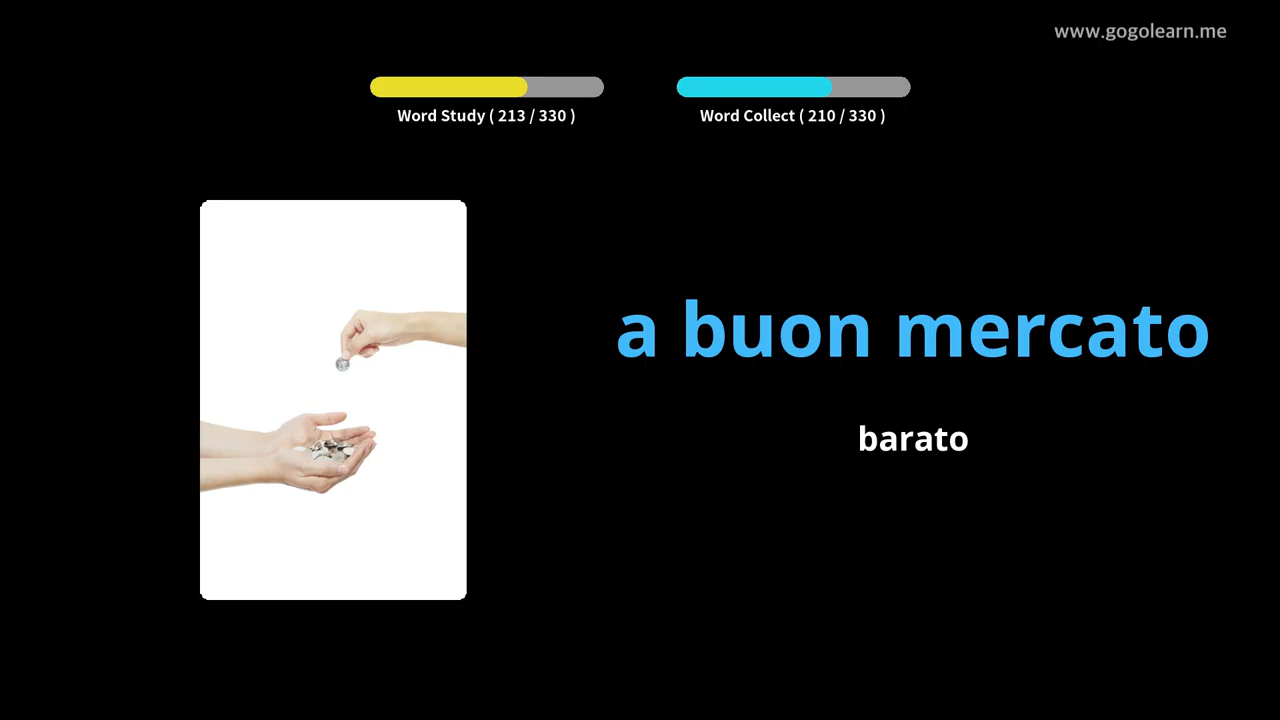 www.gogolearn.me
Word Study ( 213 / 330 )
Word Collect ( 210 / 330 )
a buon mercato
barato